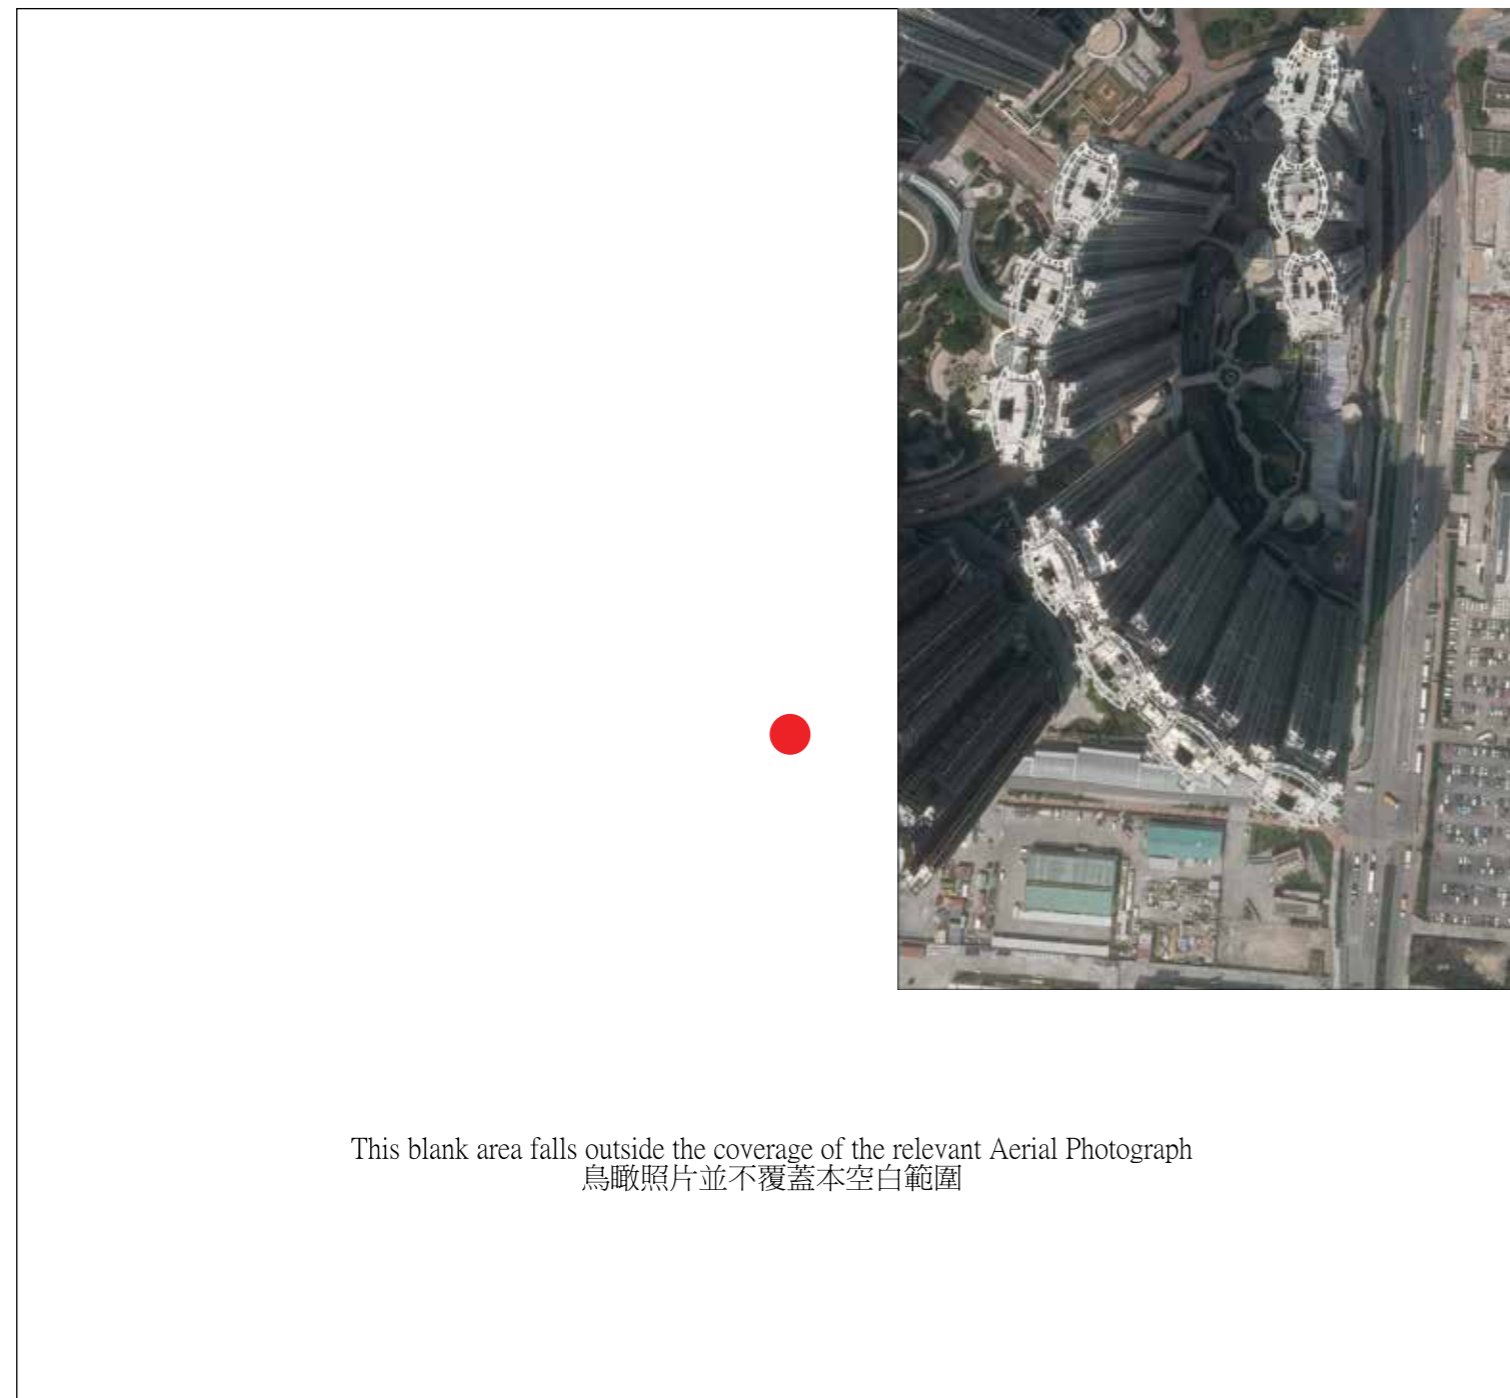 This blank area falls outside the coverage of the relevant Aerial Photograph
鳥瞰照片並不覆蓋本空白範圍